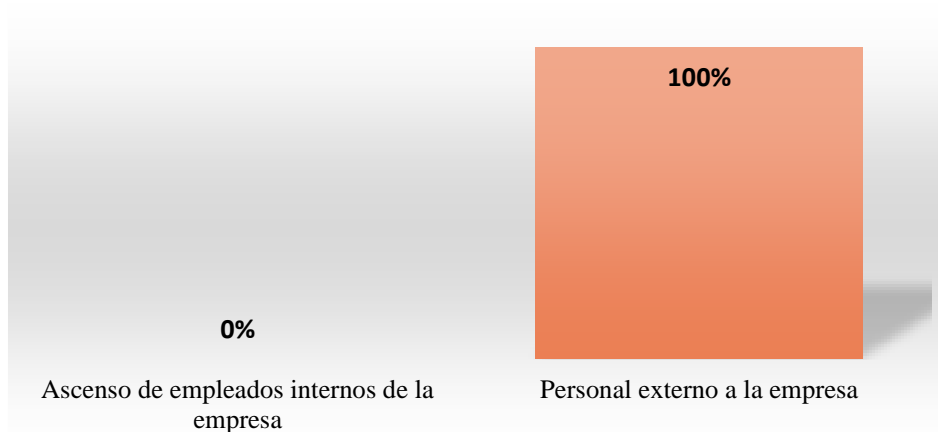 100%
0%
Ascenso de empleados internos de la
empresa
Personal externo a la empresa